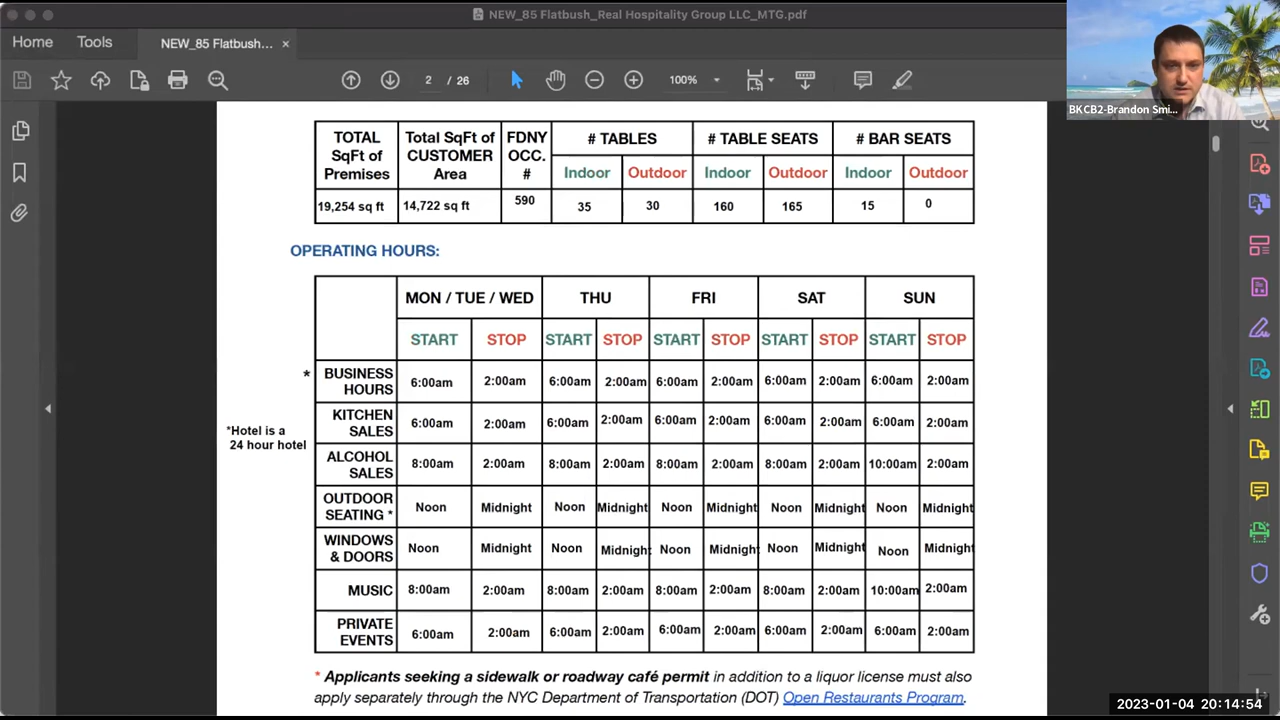 NEW_85 Flatbush_Real Hospitality Group LLC_MTG.pdf
Home Tools NEW_85 Flatbush... ×
2 / 26 100%
BKCB2-Brandon Smi...
TOTAL SqFt of Premises Total SqFt of CUSTOMER Area FDNY OCC. # # TABLES # TABLE SEATS # BAR SEATS
Indoor Outdoor Indoor Outdoor Indoor Outdoor
19,254 sq ft 14,722 sq ft 590 35 30 160 165 15 0
OPERATING HOURS:
MON / TUE / WED THU FRI SAT SUN
START STOP START STOP START STOP START STOP START STOP
* BUSINESS HOURS 6:00am 2:00am 6:00am 2:00am 6:00am 2:00am 6:00am 2:00am 6:00am 2:00am
*Hotel is a
24 hour hotel
KITCHEN SALES 6:00am 2:00am 6:00am 2:00am 6:00am 2:00am 6:00am 2:00am 6:00am 2:00am
ALCOHOL SALES 8:00am 2:00am 8:00am 2:00am 8:00am 2:00am 8:00am 2:00am 10:00am 2:00am
OUTDOOR SEATING * Noon Midnight Noon Midnight Noon Midnight Noon Midnight Noon Midnight
WINDOWS & DOORS Noon Midnight Noon Midnight Noon Midnight Noon Midnight Noon Midnight
MUSIC 8:00am 2:00am 8:00am 2:00am 8:00am 2:00am 8:00am 2:00am 10:00am 2:00am
PRIVATE EVENTS 6:00am 2:00am 6:00am 2:00am 6:00am 2:00am 6:00am 2:00am 6:00am 2:00am
* Applicants seeking a sidewalk or roadway café permit in addition to a liquor license must also
apply separately through the NYC Department of Transportation (DOT) Open Restaurants Program.
2023-01-04 20:14:54